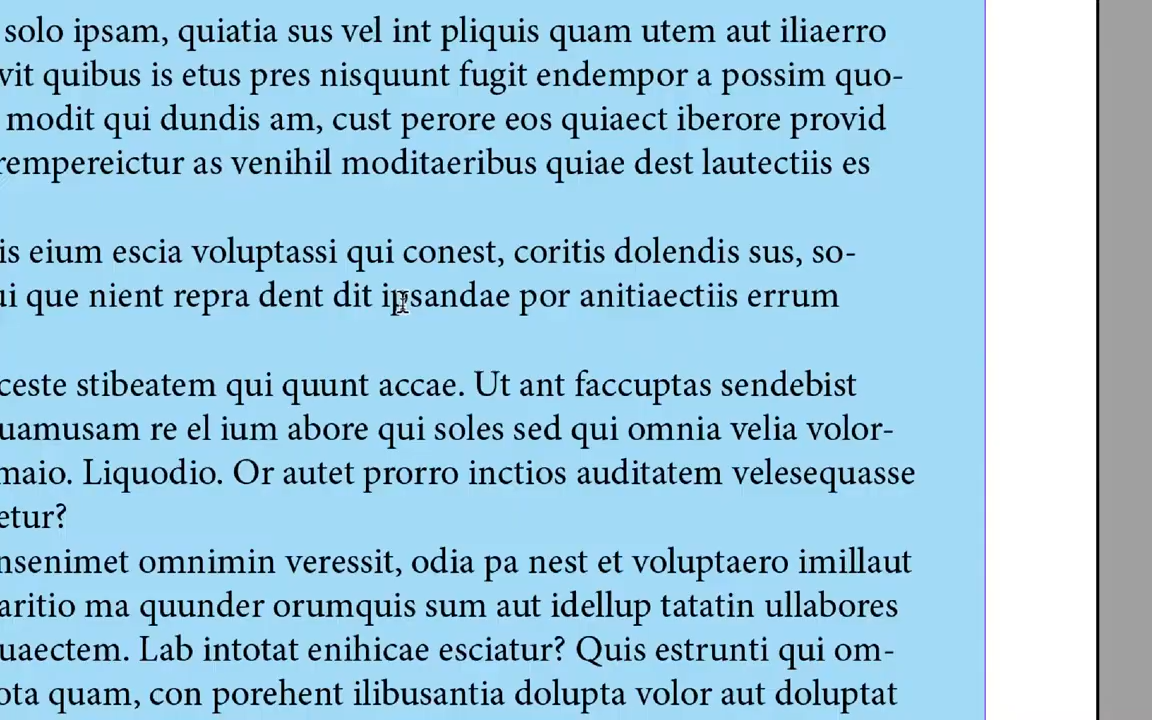 solo ipsam, quiatia sus vel int pliquis quam utem aut iliaerro
vit quibus is etus pres nisquunt fugit endempor a possim quo-
modit qui dundis am, cust perore eos quiaect iberore provid
rempereictur as venihil moditaeribus quiae dest lautectiis es
is eium escia voluptassi qui conest, coritis dolendis sus, so-
ui que nient repra dent dit ipsandae por anitiaectiis errum
ceste stibeatem qui quunt accae. Ut ant faccuptas sendebist
uamusam re el ium abore qui soles sed qui omnia velia volor-
maio. Liquodio. Or autet prorro inctios auditatem velesequasse
etur?
nsenimet omnimin veressit, odia pa nest et voluptaero imillaut
aritio ma quunder orumquis sum aut idellup tatatin ullabores
uaectem. Lab intotat enihicae esciatur? Quis estrunti qui om-
ota quam, con porehent ilibusantia dolupta volor aut doluptat